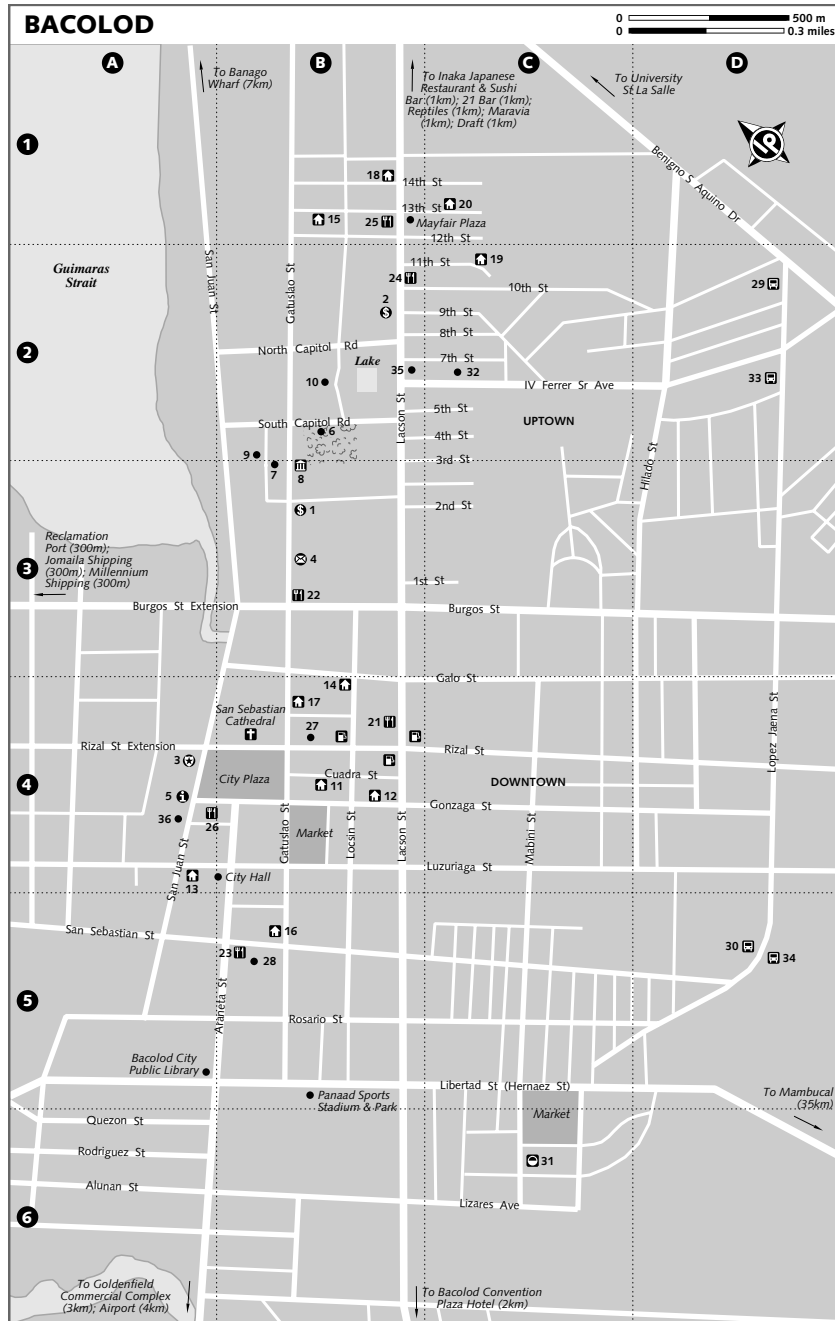 BACOLOD
0 500 m
0 0.3 miles
A
B
C
D
To Banago
Wharf (7km)
To Inaka Japanese
Restaurant & Sushi
Bar (1km); 21 Bar (1km);
Reptiles (1km); Maravia
(1km); Draft (1km)
To University
St La Salle
1
Benigno S Aquino Dr
18
14th St
20
13th St
15
25
Mayfair Plaza
12th St
Guimaras
Strait
San Juan St
Gatuslao St
11th St
19
24
10th St
29
2
$
9th St
8th St
2
North Capitol Rd
Lake
7th St
35
32
33
10
IV Ferrer Sr Ave
Lacson St
5th St
UPTOWN
South Capitol Rd
6
4th St
Hilado St
9
3rd St
7
8
$ 1
2nd St
Reclamation
Port (300m);
Jomaila Shipping
(300m); Millennium
Shipping (300m)
3
4
1st St
22
Burgos St Extension
Burgos St
14
Galo St
17
San Sebastian
Cathedral
27
21
Lopez Jaena St
Rizal St Extension
Rizal St
3
City Plaza
Cuadra St
4
11
DOWNTOWN
5
12
Gonzaga St
36
26
Gatuslao St
Market
Locsin St
Lacson St
Mabini St
San Juan St
Luzuriaga St
13
City Hall
San Sebastian St
16
23
28
30
34
5
Araneta St
Rosario St
Bacolod City
Public Library
Libertad St (Hernaez St)
Panaad Sports
Stadium & Park
Market
To Mambucal
(35km)
Quezon St
Rodriguez St
31
Alunan St
Lizares Ave
6
To Goldenfield
Commercial Complex
(3km); Airport (4km)
To Bacolod Convention
Plaza Hotel (2km)